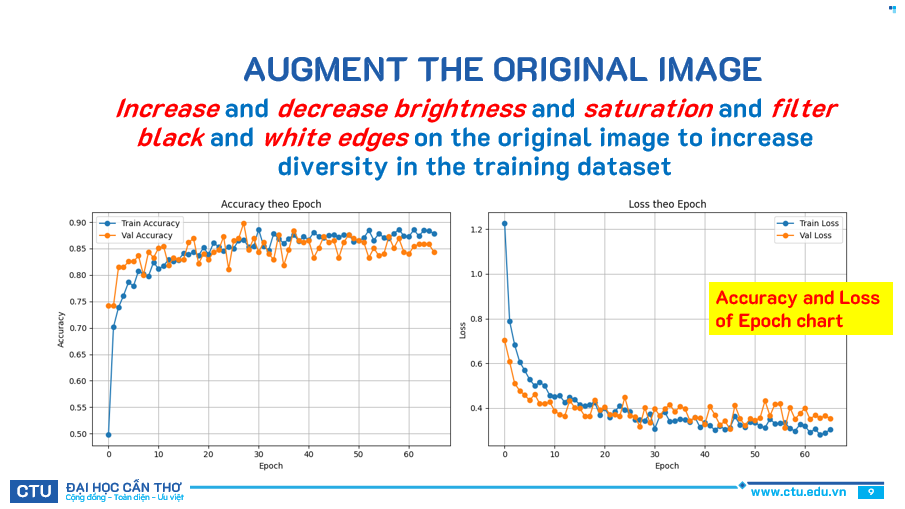 AUGMENT THE ORIGINAL IMAGE
Increase and decrease brightness and saturation and filter
black and white edges on the original image to increase
diversity in the training dataset
Accuracy theo Epoch
Train Accuracy
Val Accuracy
0.90
0.85
0.80
0.75
0.70
0.65
0.60
0.55
0.50
Accuracy
0 10 20 30 40 50 60
Epoch
Loss theo Epoch
Train Loss
Val Loss
1.2
1.0
0.8
0.6
0.4
Loss
0 10 20 30 40 50 60
Epoch
Accuracy and Loss
of Epoch chart
CTU
ĐẠI HỌC CẦN THƠ
Cộng đồng - Toàn diện - Ưu việt
www.ctu.edu.vn
9